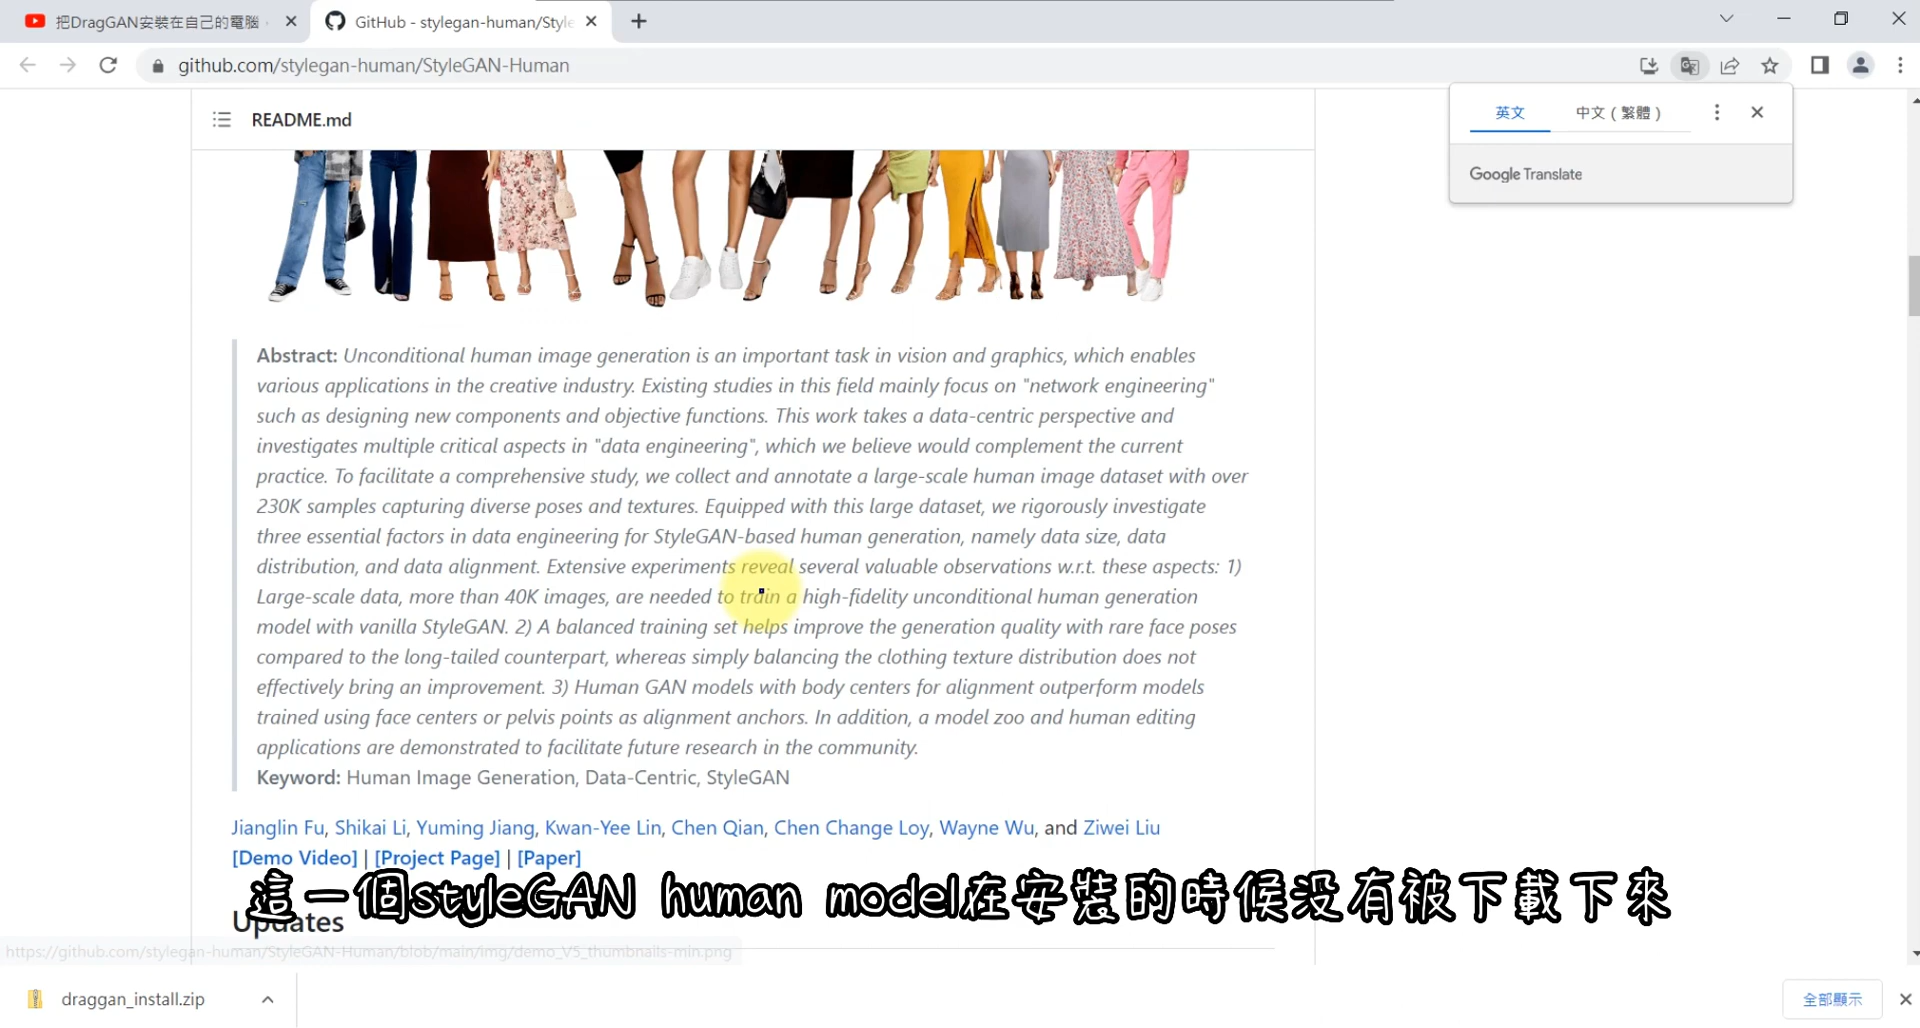 把DragGAN安裝在自己的電腦
GitHub - stylegan-human/Style
github.com/stylegan-human/StyleGAN-Human
英文
中文（繁體）
Google Translate
README.md
Abstract: Unconditional human image generation is an important task in vision and graphics, which enables
various applications in the creative industry. Existing studies in this field mainly focus on "network engineering"
such as designing new components and objective functions. This work takes a data-centric perspective and
investigates multiple critical aspects in "data engineering", which we believe would complement the current
practice. To facilitate a comprehensive study, we collect and annotate a large-scale human image dataset with over
230K samples capturing diverse poses and textures. Equipped with this large dataset, we rigorously investigate
three essential factors in data engineering for StyleGAN-based human generation, namely data size, data
distribution, and data alignment. Extensive experiments reveal several valuable observations w.r.t. these aspects: 1)
Large-scale data, more than 40K images, are needed to train a high-fidelity unconditional human generation
model with vanilla StyleGAN. 2) A balanced training set helps improve the generation quality with rare face poses
compared to the long-tailed counterpart, whereas simply balancing the clothing texture distribution does not
effectively bring an improvement. 3) Human GAN models with body centers for alignment outperform models
trained using face centers or pelvis points as alignment anchors. In addition, a model zoo and human editing
applications are demonstrated to facilitate future research in the community.
Keyword: Human Image Generation, Data-Centric, StyleGAN
Jianglin Fu, Shikai Li, Yuming Jiang, Kwan-Yee Lin, Chen Qian, Chen Change Loy, Wayne Wu, and Ziwei Liu
[Demo Video] | [Project Page] | [Paper]
這一個styleGAN human model在安裝的時候没有被下載下來
Updates
https://github.com/stylegan-human/StyleGAN-Human/blob/main/img/demo_V5_thumbnails-min.png
draggan_install.zip
全部顯示